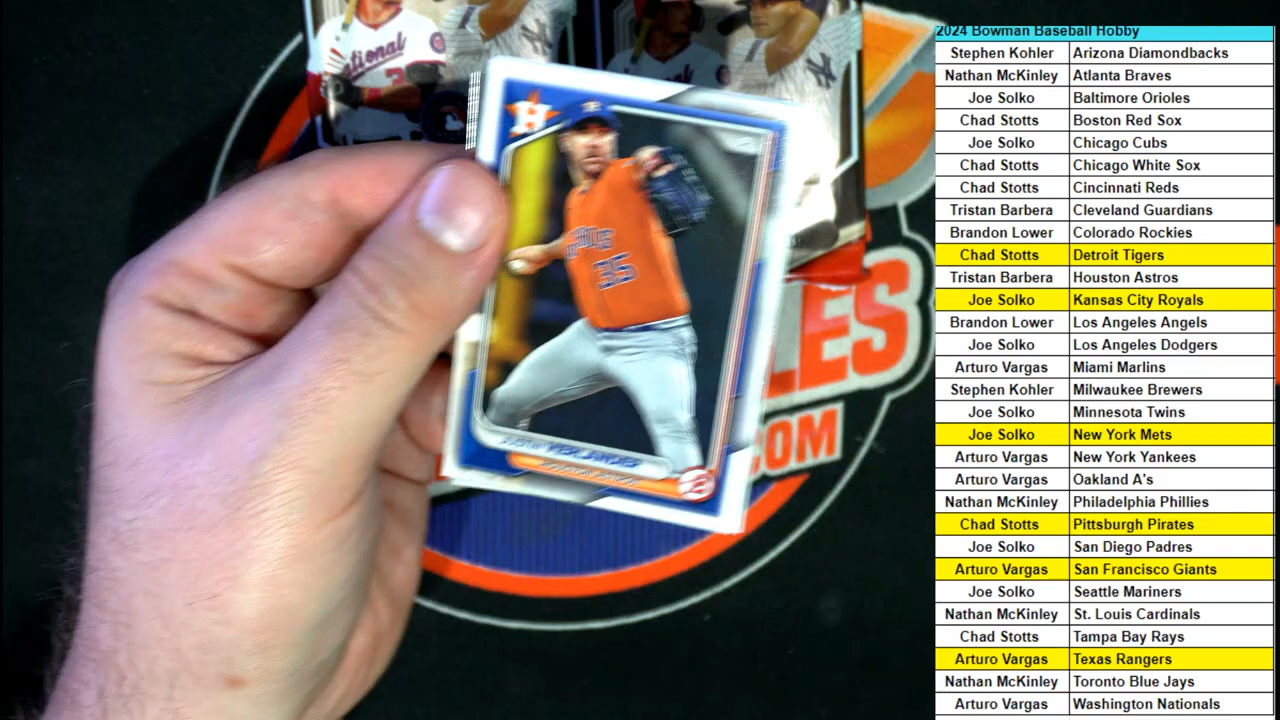 2024 Bowman Baseball Hobby
Stephen Kohler Arizona Diamondbacks
Nathan McKinley Atlanta Braves
Joe Solko Baltimore Orioles
Chad Stotts Boston Red Sox
Joe Solko Chicago Cubs
Chad Stotts Chicago White Sox
Chad Stotts Cincinnati Reds
Tristan Barbera Cleveland Guardians
Brandon Lower Colorado Rockies
Chad Stotts Detroit Tigers
Tristan Barbera Houston Astros
Joe Solko Kansas City Royals
Brandon Lower Los Angeles Angels
Joe Solko Los Angeles Dodgers
Arturo Vargas Miami Marlins
Stephen Kohler Milwaukee Brewers
Joe Solko Minnesota Twins
Joe Solko New York Mets
Arturo Vargas New York Yankees
Arturo Vargas Oakland A's
Nathan McKinley Philadelphia Phillies
Chad Stotts Pittsburgh Pirates
Joe Solko San Diego Padres
Arturo Vargas San Francisco Giants
Joe Solko Seattle Mariners
Nathan McKinley St. Louis Cardinals
Chad Stotts Tampa Bay Rays
Arturo Vargas Texas Rangers
Nathan McKinley Toronto Blue Jays
Arturo Vargas Washington Nationals
H
35
VERLANDER
LES
.COM